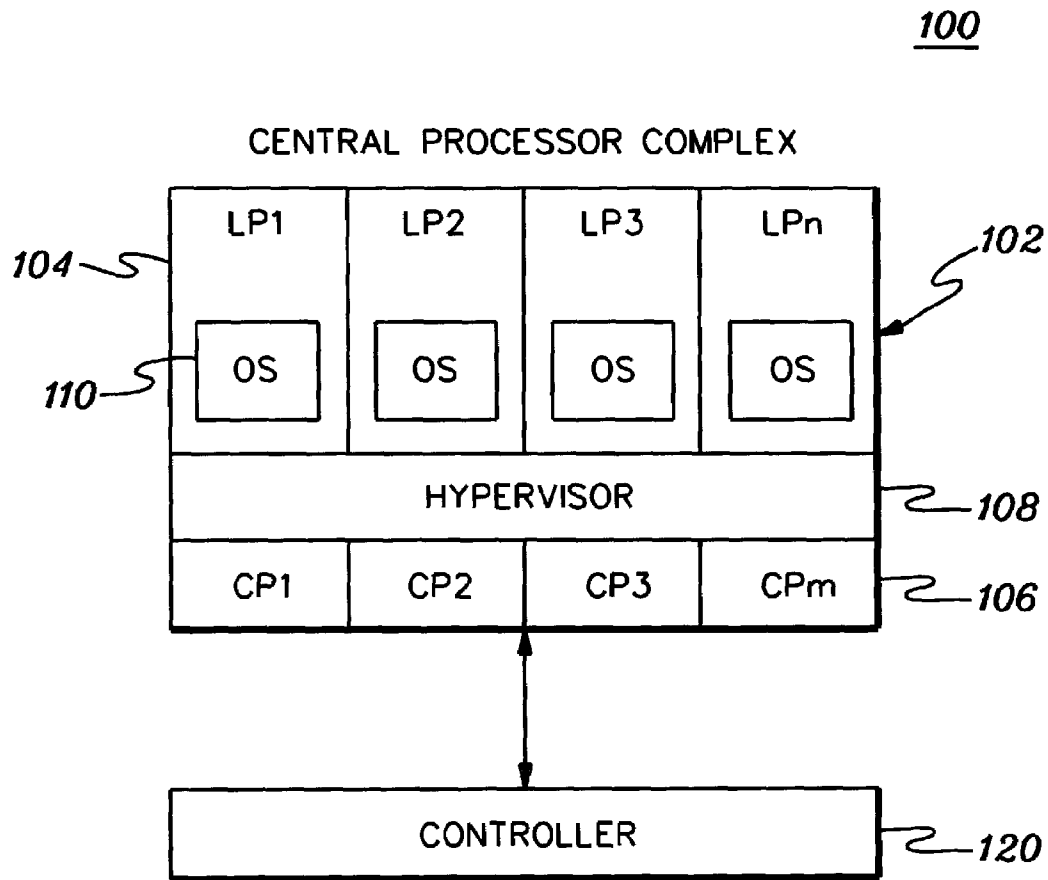 100
CENTRAL PROCESSOR COMPLEX
LP1 LP2 LP3 LPn
104
102
OS OS OS OS
110
HYPERVISOR
108
CP1 CP2 CP3 CPm
106
CONTROLLER
120